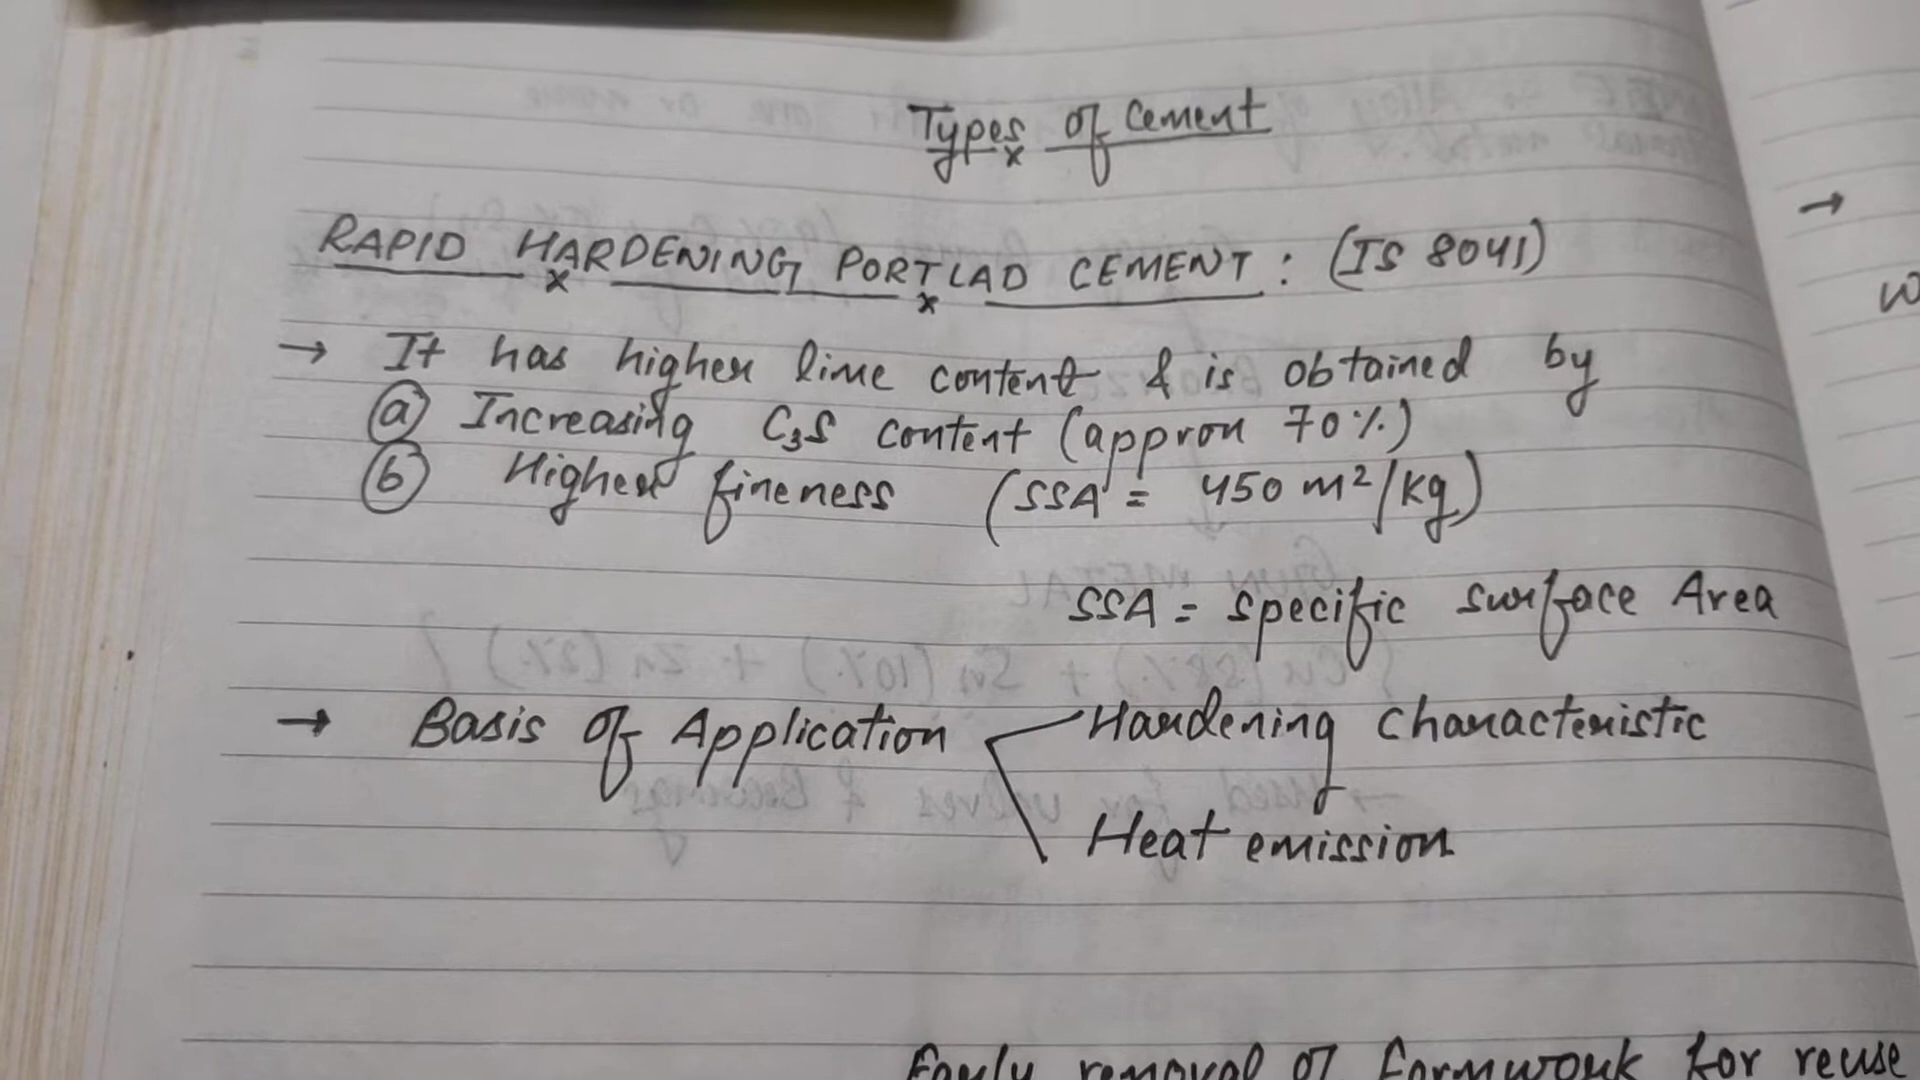 Types of Cement
RAPID HARDENING PORTLAD CEMENT : (IS 8041)
→ It has higher lime content & is obtained by
(a) Increasing C₃S content (approx 70%)
(b) Higher fineness (SSA = 450 m²/kg)
SSA = specific surface Area
→ Basis of Application
Hardening characteristic
Heat emission
Early removal of formwork for reuse
→